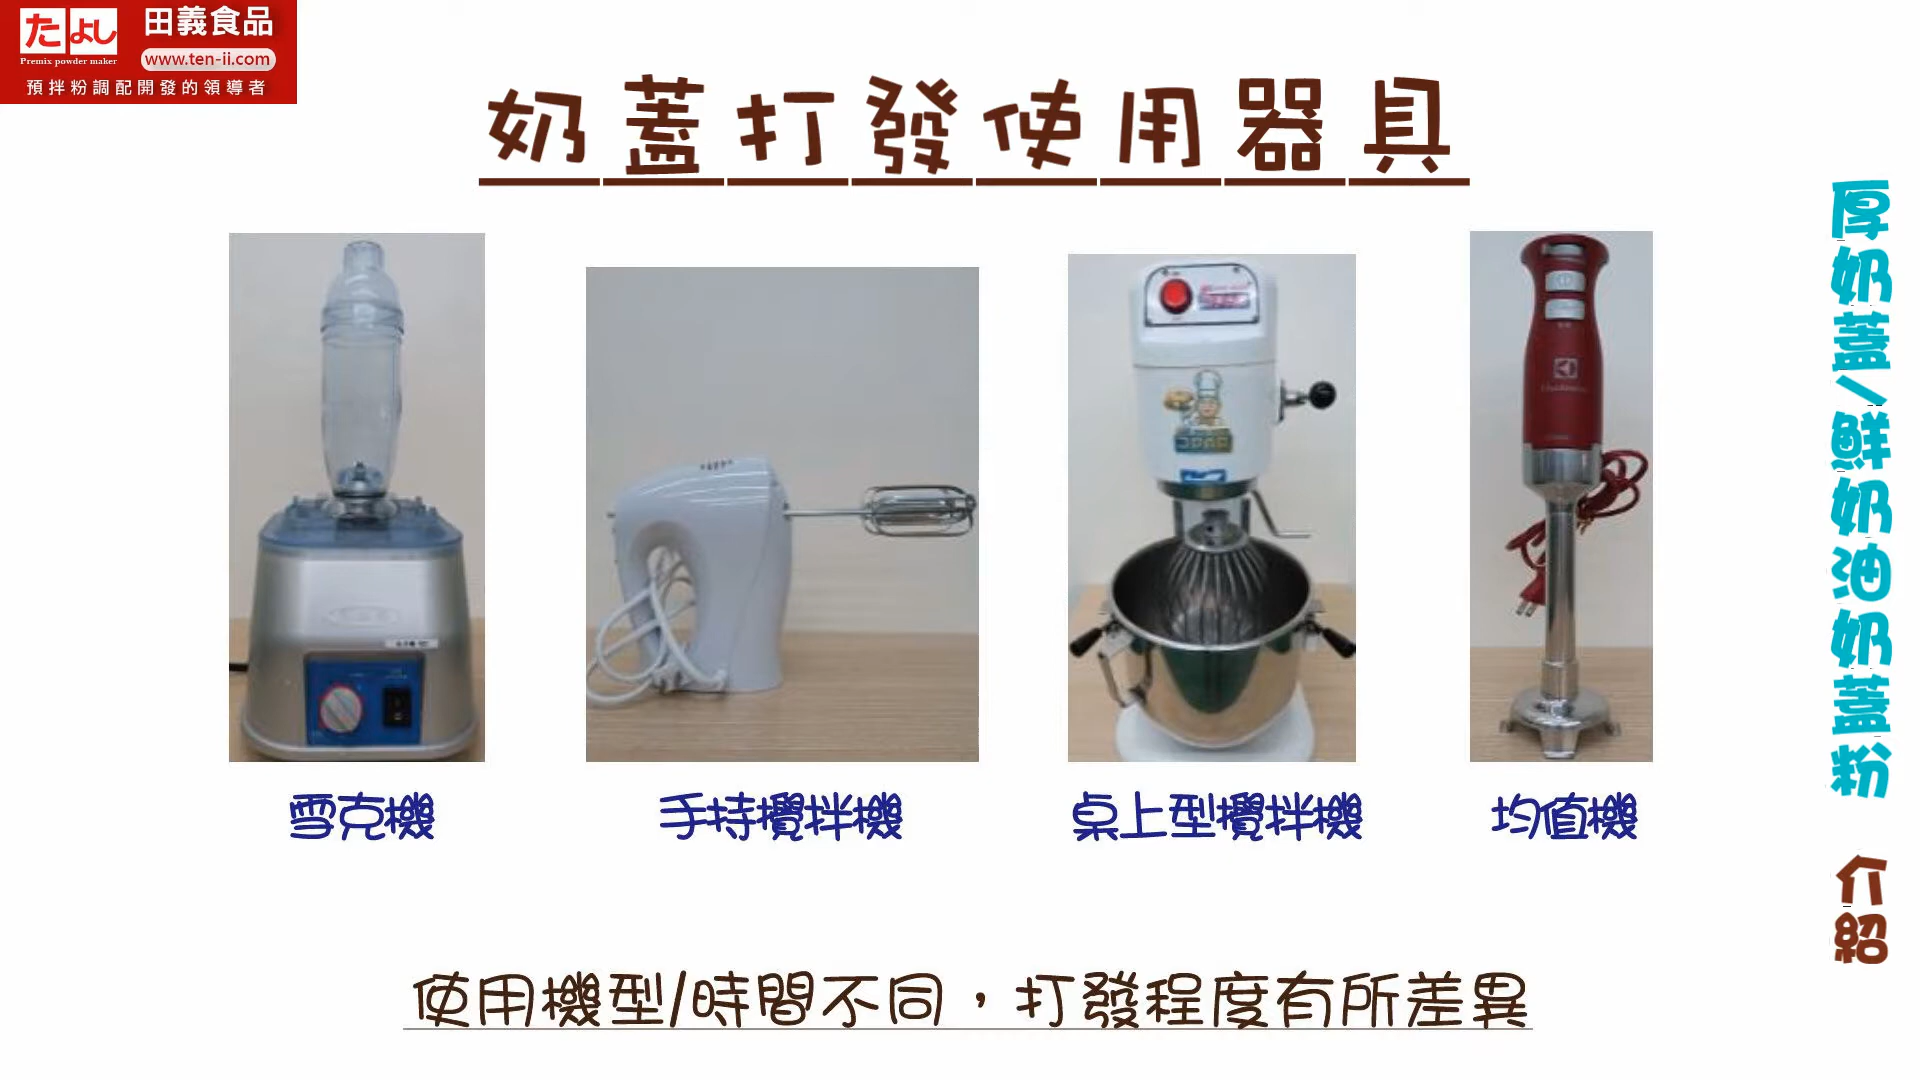 たよし
Premix powder maker
田義食品
www.ten-ii.com
預拌粉調配開發的領導者
奶蓋打發使用器具
厚奶蓋/鮮奶油奶蓋粉 介紹
雪克機
手持攪拌機
桌上型攪拌機
均值機
使用機型/時間不同，打發程度有所差異